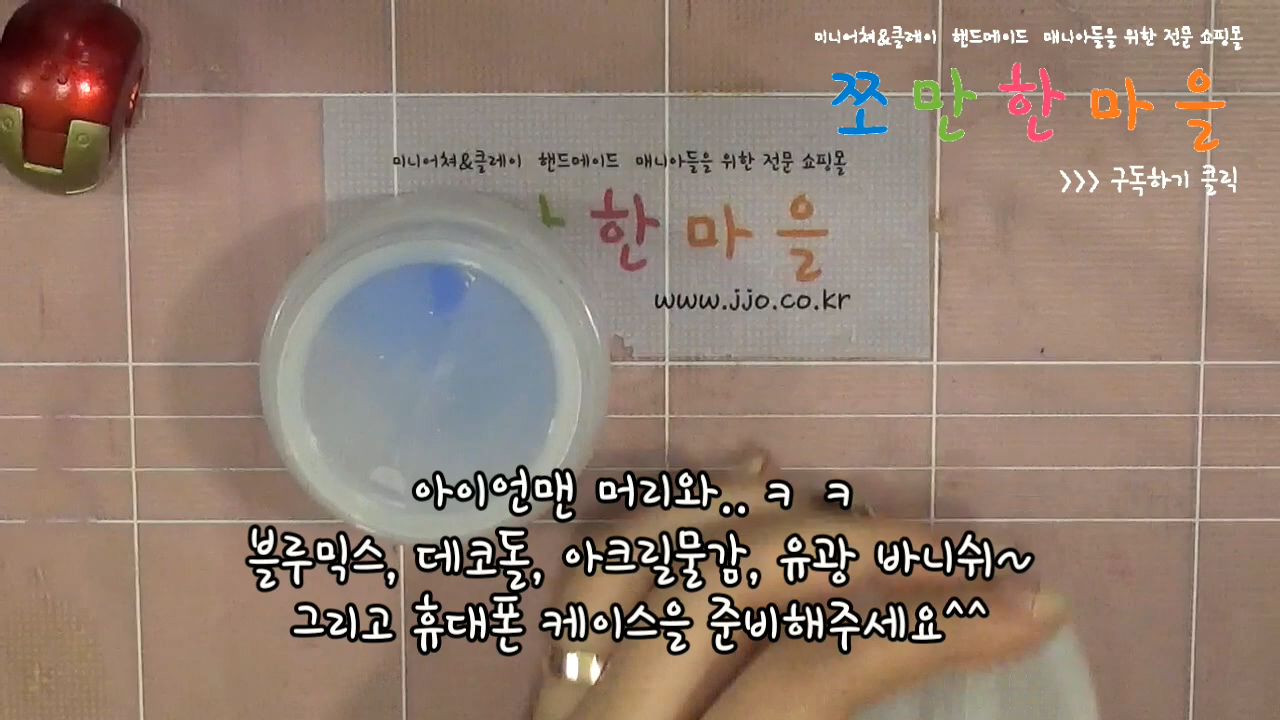 미니어쳐&클레이 핸드메이드 매니아들을 위한 전문 쇼핑몰
쪼만한마을
>>> 구독하기 클릭
미니어쳐&클레이 핸드메이드 매니아들을 위한 전문 쇼핑몰
한마을
www.jjo.co.kr
아이언맨 머리와.. ㅋ ㅋ
블루믹스, 데코돌, 아크릴물감, 유광 바니쉬~
그리고 휴대폰 케이스을 준비해주세요^^